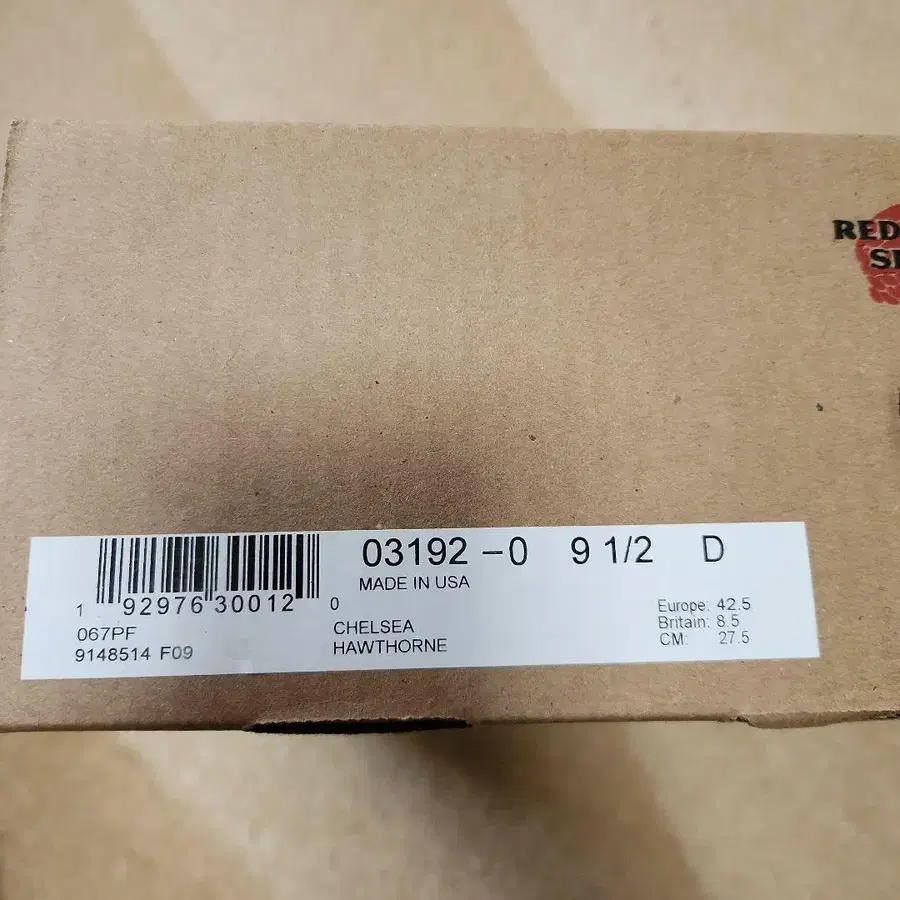 RED
03192 – 0 9 1/2 D
MADE IN USA
1 92976 30012 0
067PF
9148514 F09
CHELSEA
HAWTHORNE
Europe: 42.5
Britain: 8.5
CM: 27.5